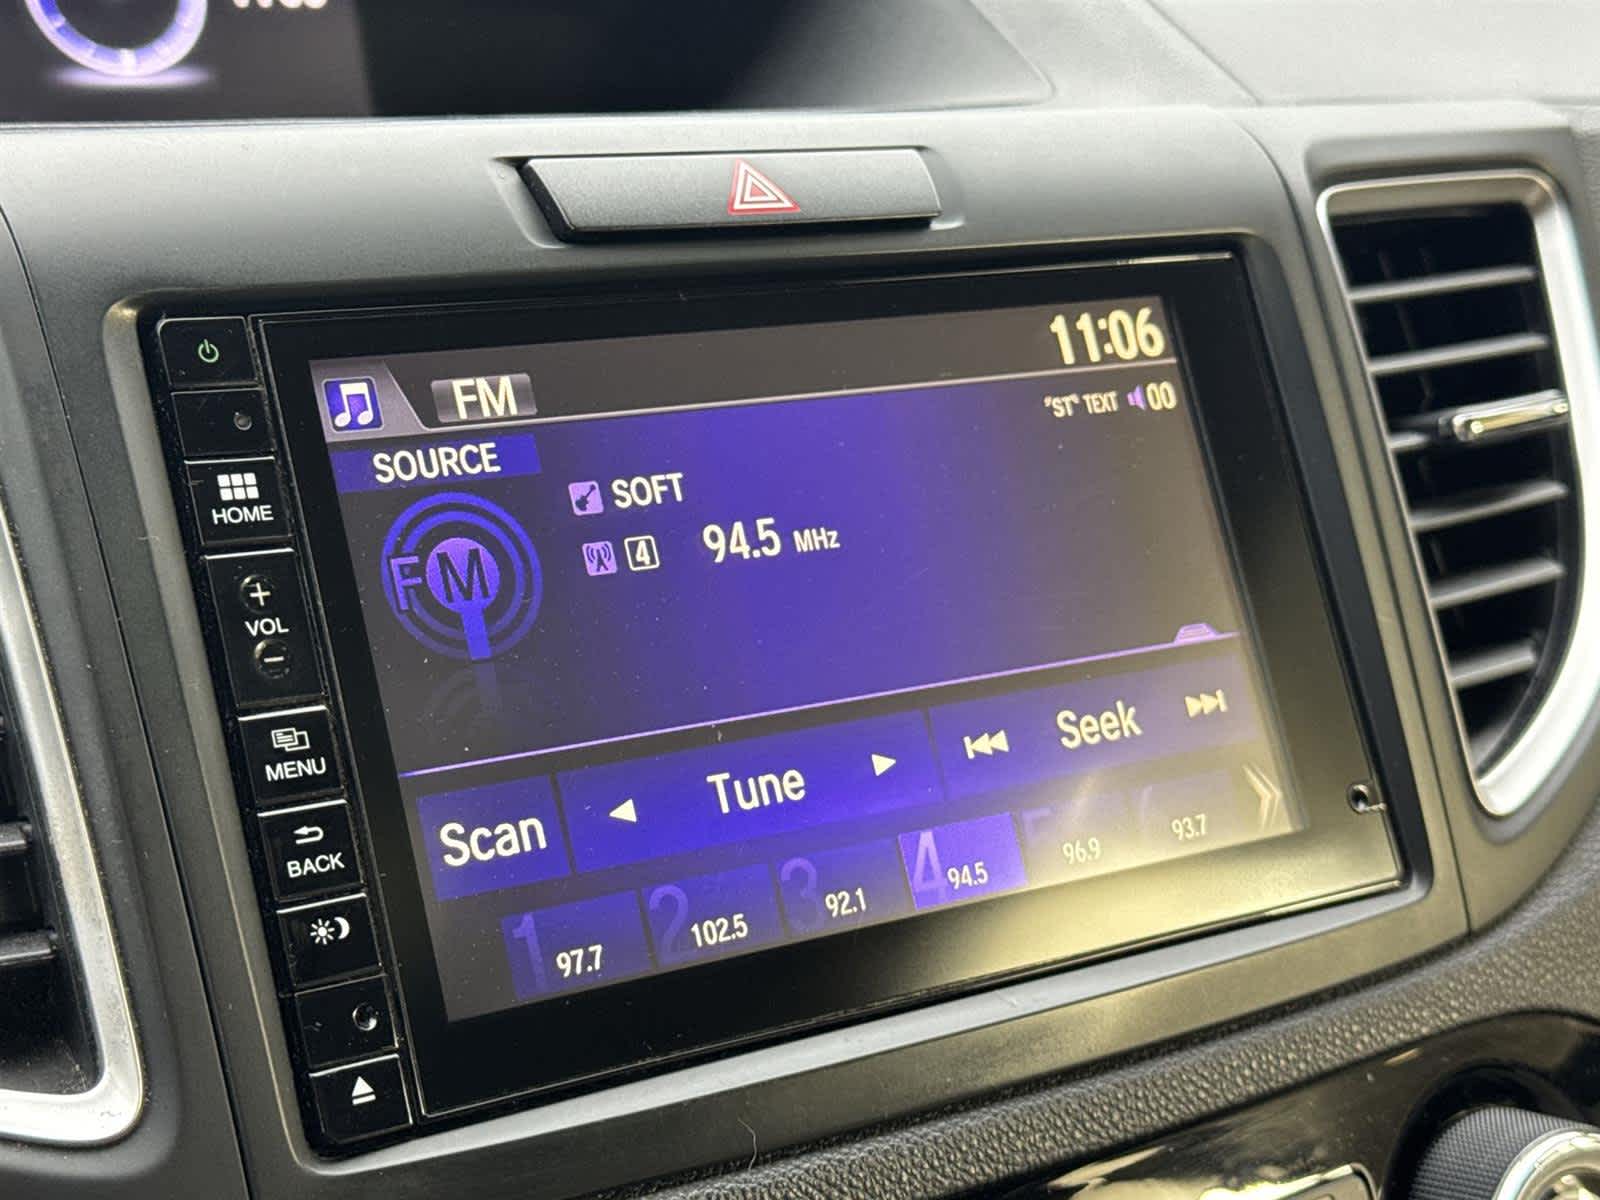 11:06
FM
"ST" TEXT 00
SOURCE
FM
SOFT
4 94.5 MHz
HOME
+
VOL
−
MENU
BACK
Scan Tune Seek
1 97.7
2 102.5
3 92.1
4 94.5
96.9
93.7